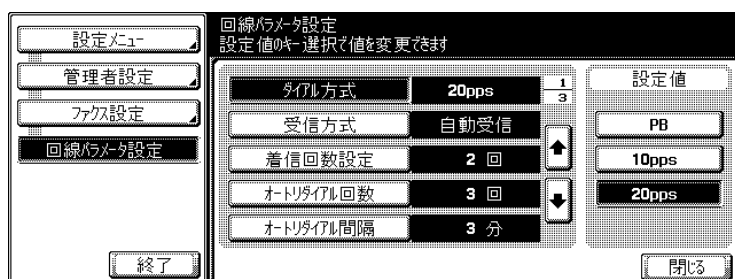 設定メニュー
管理者設定
ファクス設定
回線パラメータ設定
終了
回線パラメータ設定
設定値のキー選択で値を変更できます
ダイアル方式 20pps
1
3
受信方式 自動受信
着信回数設定 2 回
オートリダイアル回数 3 回
オートリダイアル間隔 3 分
設定値
PB
10pps
20pps
閉じる